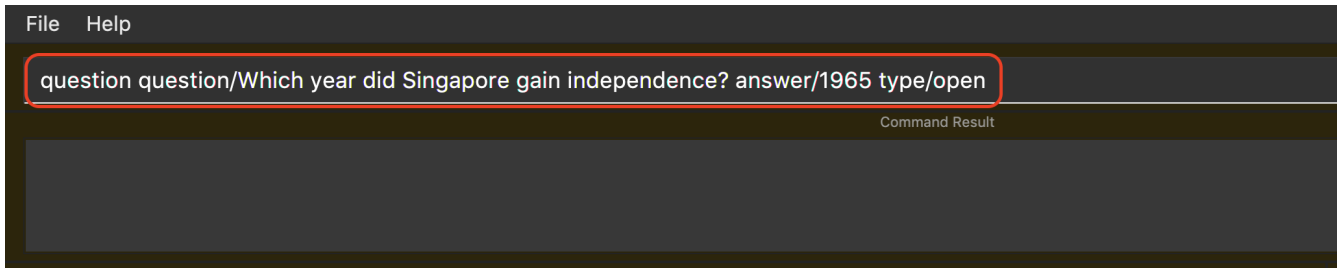 File Help
question question/Which year did Singapore gain independence? answer/1965 type/open
Command Result